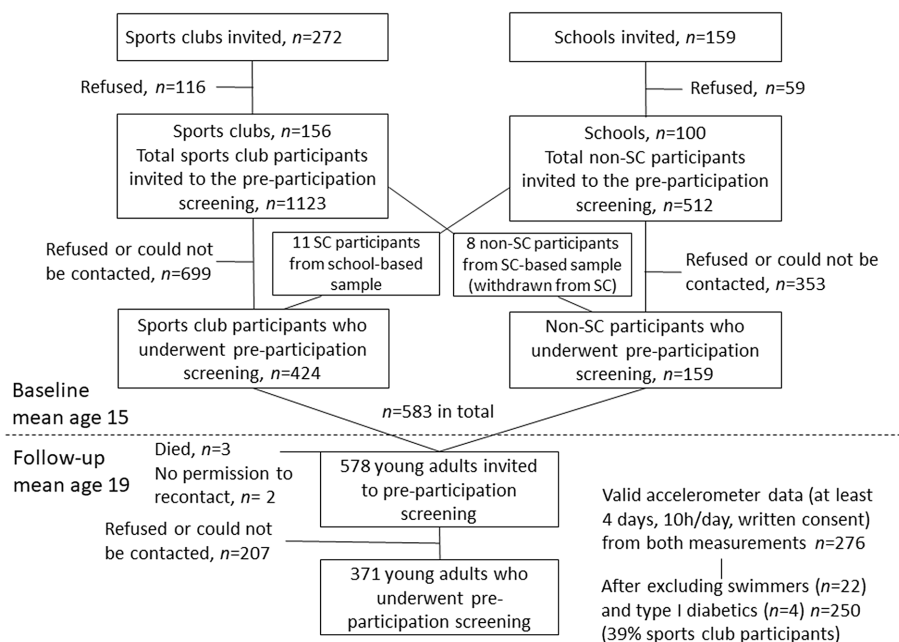 Sports clubs invited, n=272
Schools invited, n=159
Refused, n=116
Refused, n=59
Sports clubs, n=156
Total sports club participants
invited to the pre-participation
screening, n=1123
Schools, n=100
Total non-SC participants
invited to the pre-participation
screening, n=512
Refused or could not
be contacted, n=699
11 SC participants
from school-based
sample
8 non-SC participants
from SC-based sample
(withdrawn from SC)
Refused or could not be
contacted, n=353
Sports club participants who
underwent pre-participation
screening, n=424
Non-SC participants who
underwent pre-participation
screening, n=159
Baseline
mean age 15
n=583 in total
Follow-up
mean age 19
Died, n=3
No permission to
recontact, n= 2
578 young adults invited
to pre-participation
screening
Refused or could not
be contacted, n=207
371 young adults who
underwent pre-
participation screening
Valid accelerometer data (at least
4 days, 10h/day, written consent)
from both measurements n=276
After excluding swimmers (n=22)
and type I diabetics (n=4) n=250
(39% sports club participants)